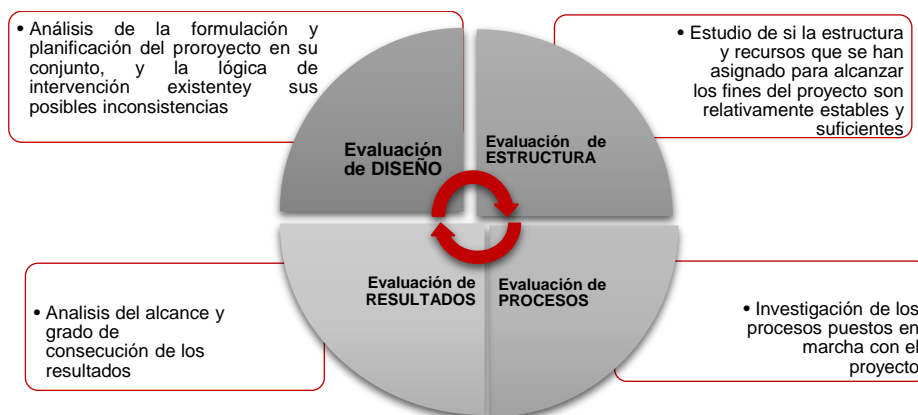 • Análisis de la formulación y
planificación del proroyecto en su
conjunto, y la lógica de
intervención existentey sus
posibles inconsistencias
• Estudio de si la estructura
y recursos que se han
asignado para alcanzar
los fines del proyecto son
relativamente estables y
suficientes
Evaluación
de DISEÑO
Evaluación de
ESTRUCTURA
Evaluación de
RESULTADOS
Evaluación de
PROCESOS
• Analisis del alcance y
grado de
consecución de los
resultados
• Investigación de los
procesos puestos en
marcha con el
proyecto